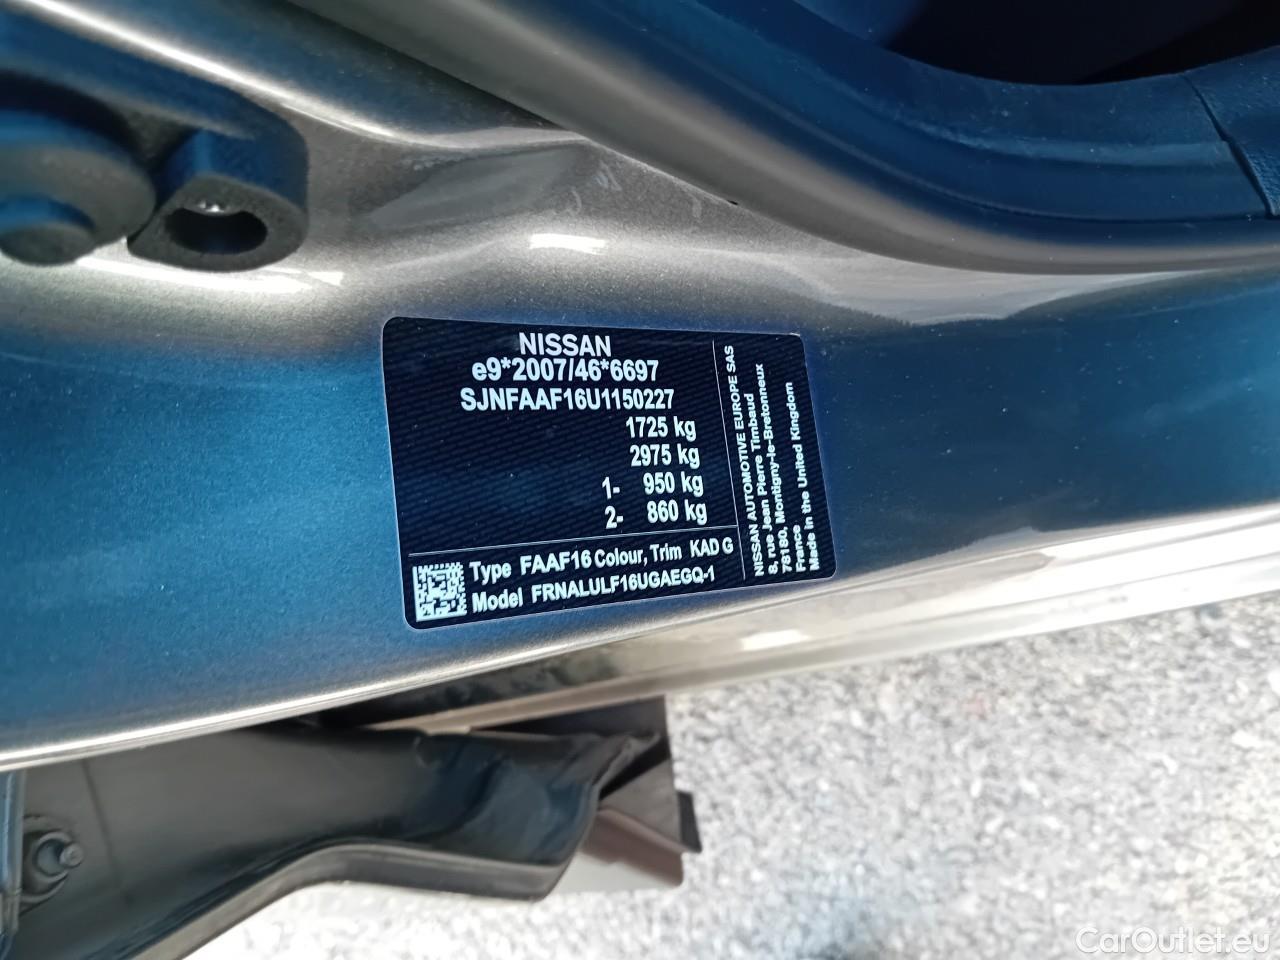 NISSAN
e9*2007/46*6697
SJNFAAF16U1150227
1725 kg
2975 kg
1- 950 kg
2- 860 kg
Type FAAF16 Colour, Trim KAD G
Model FRNALULF16UGAEGQ-1
NISSAN AUTOMOTIVE EUROPE SAS
8, rue Jean Pierre Timbaud
78180, Montigny-le-Bretonneux
France
Made in the United Kingdom
CarOutlet.eu